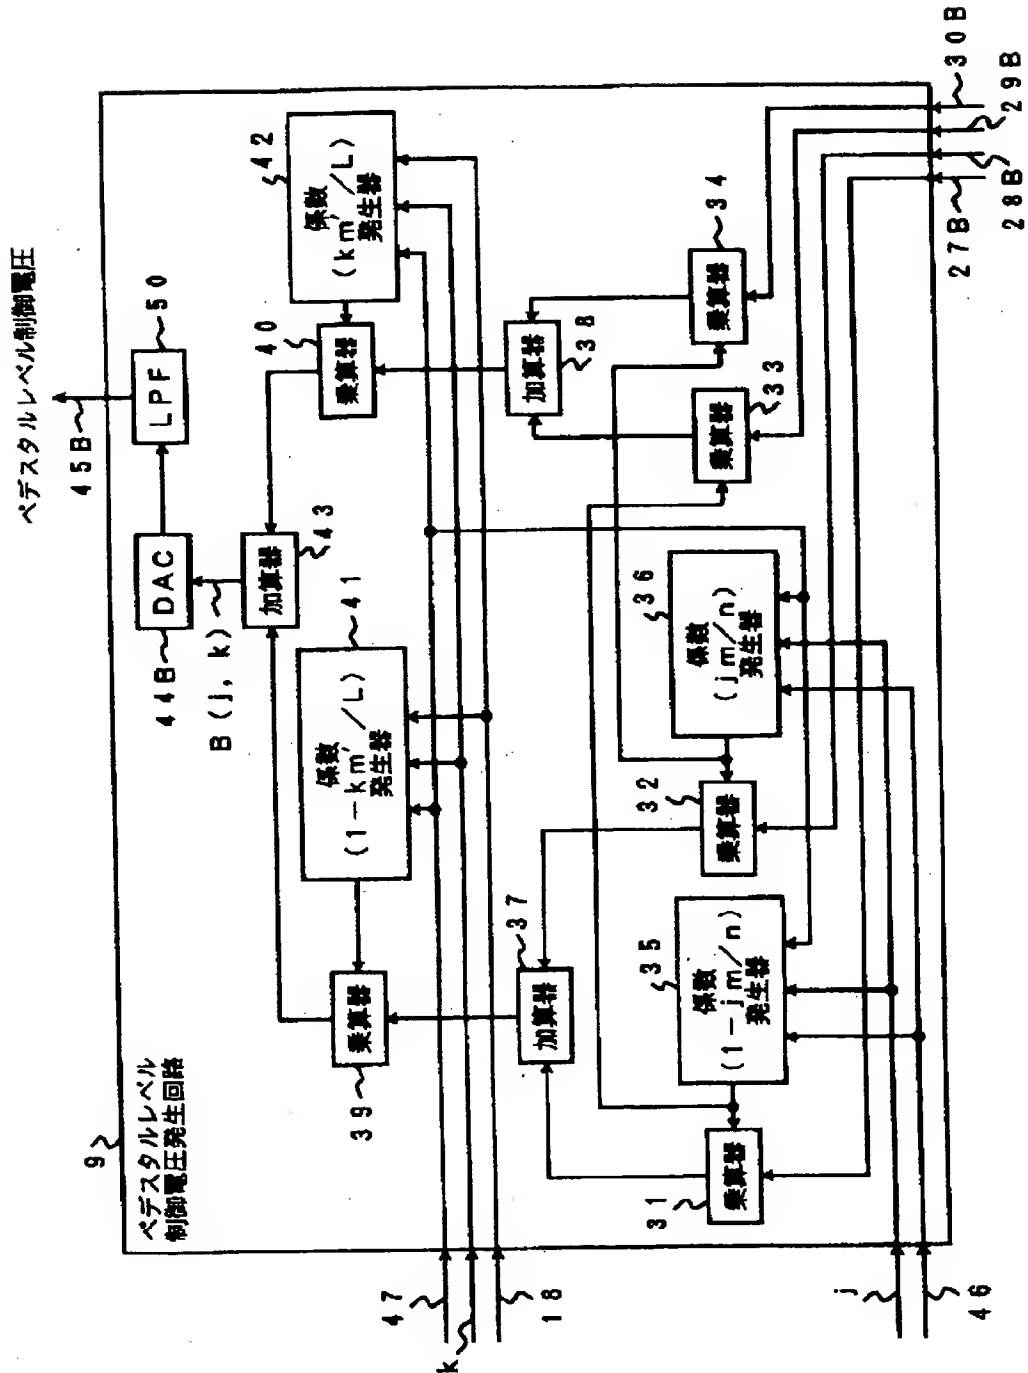 ペデスタルレベル制御電圧
45B
LPF
50
DAC
44B
B(j, k)
加算器
43
9
ペデスタルレベル
制御電圧発生回路
係数
(1-km′/L)
発生器
41
係数
(km′/L)
発生器
42
乗算器
39
乗算器
40
47
k
18
加算器
37
加算器
38
乗算器
31
係数
(1-jm/n)
発生器
35
乗算器
32
係数
(jm/n)
発生器
36
乗算器
33
乗算器
34
j
46
27B
28B
29B
30B